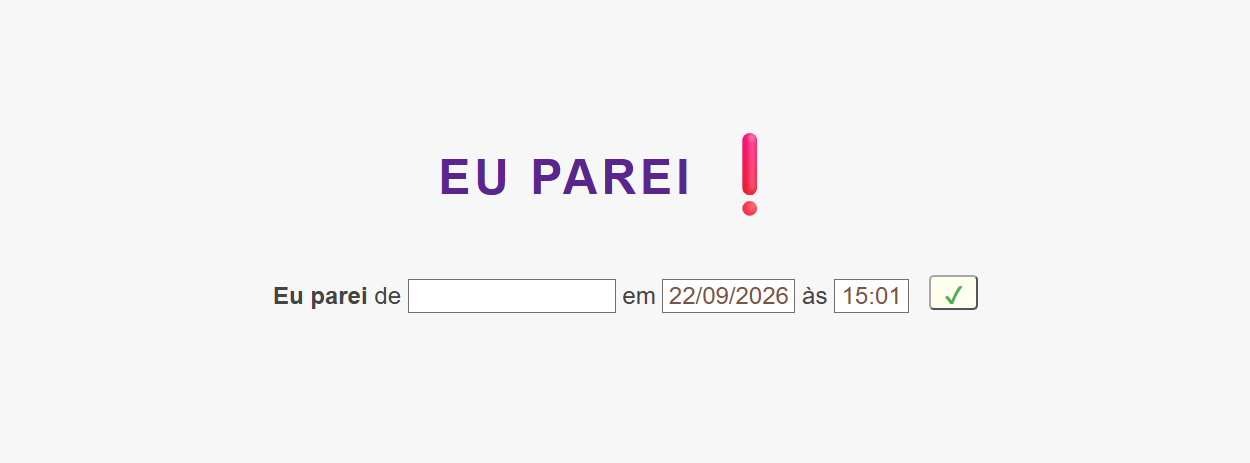 EU PAREI ❗
Eu parei de em 22/09/2026 às 15:01 ✓